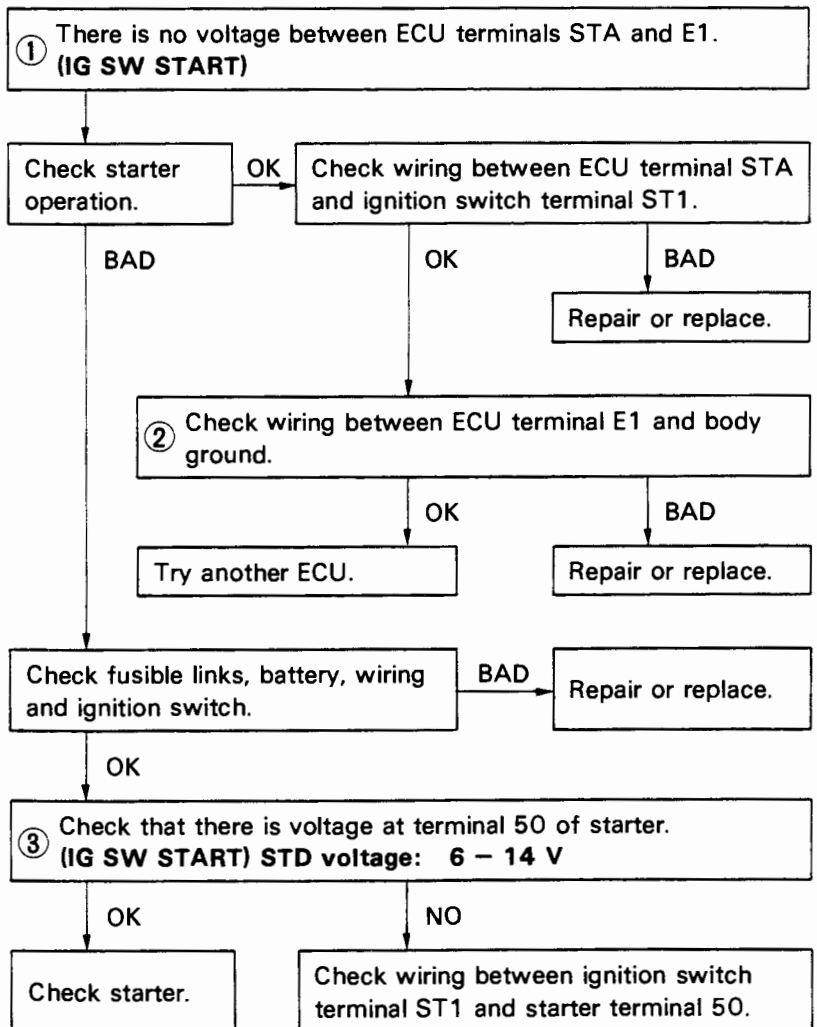 ① There is no voltage between ECU terminals STA and E1.
(IG SW START)
Check starter
operation.
OK
Check wiring between ECU terminal STA
and ignition switch terminal ST1.
BAD
OK
BAD
Repair or replace.
② Check wiring between ECU terminal E1 and body
ground.
OK
BAD
Try another ECU.
Repair or replace.
Check fusible links, battery, wiring
and ignition switch.
BAD
Repair or replace.
OK
③ Check that there is voltage at terminal 50 of starter.
(IG SW START) STD voltage: 6 – 14 V
OK
NO
Check starter.
Check wiring between ignition switch
terminal ST1 and starter terminal 50.